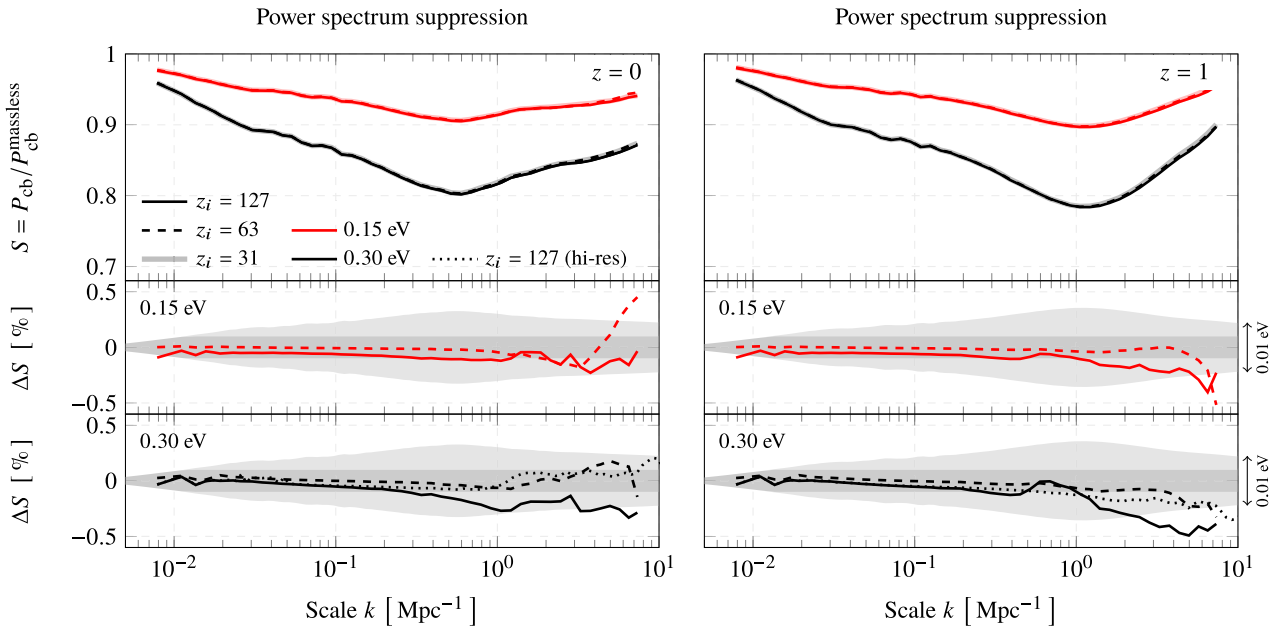 Power spectrum suppression
Power spectrum suppression
S = P_cb/P_cb^massless
1
0.9
0.8
0.7
z = 0
z_i = 127
z_i = 63
z_i = 31
0.15 eV
0.30 eV
z_i = 127 (hi-res)
z = 1
ΔS [%]
0.5
0
−0.5
0.15 eV
0.15 eV
0.01 eV
ΔS [%]
0.5
0
−0.5
0.30 eV
0.30 eV
0.01 eV
10^−2
10^−1
10^0
10^1
10^−2
10^−1
10^0
10^1
Scale k [Mpc^−1]
Scale k [Mpc^−1]